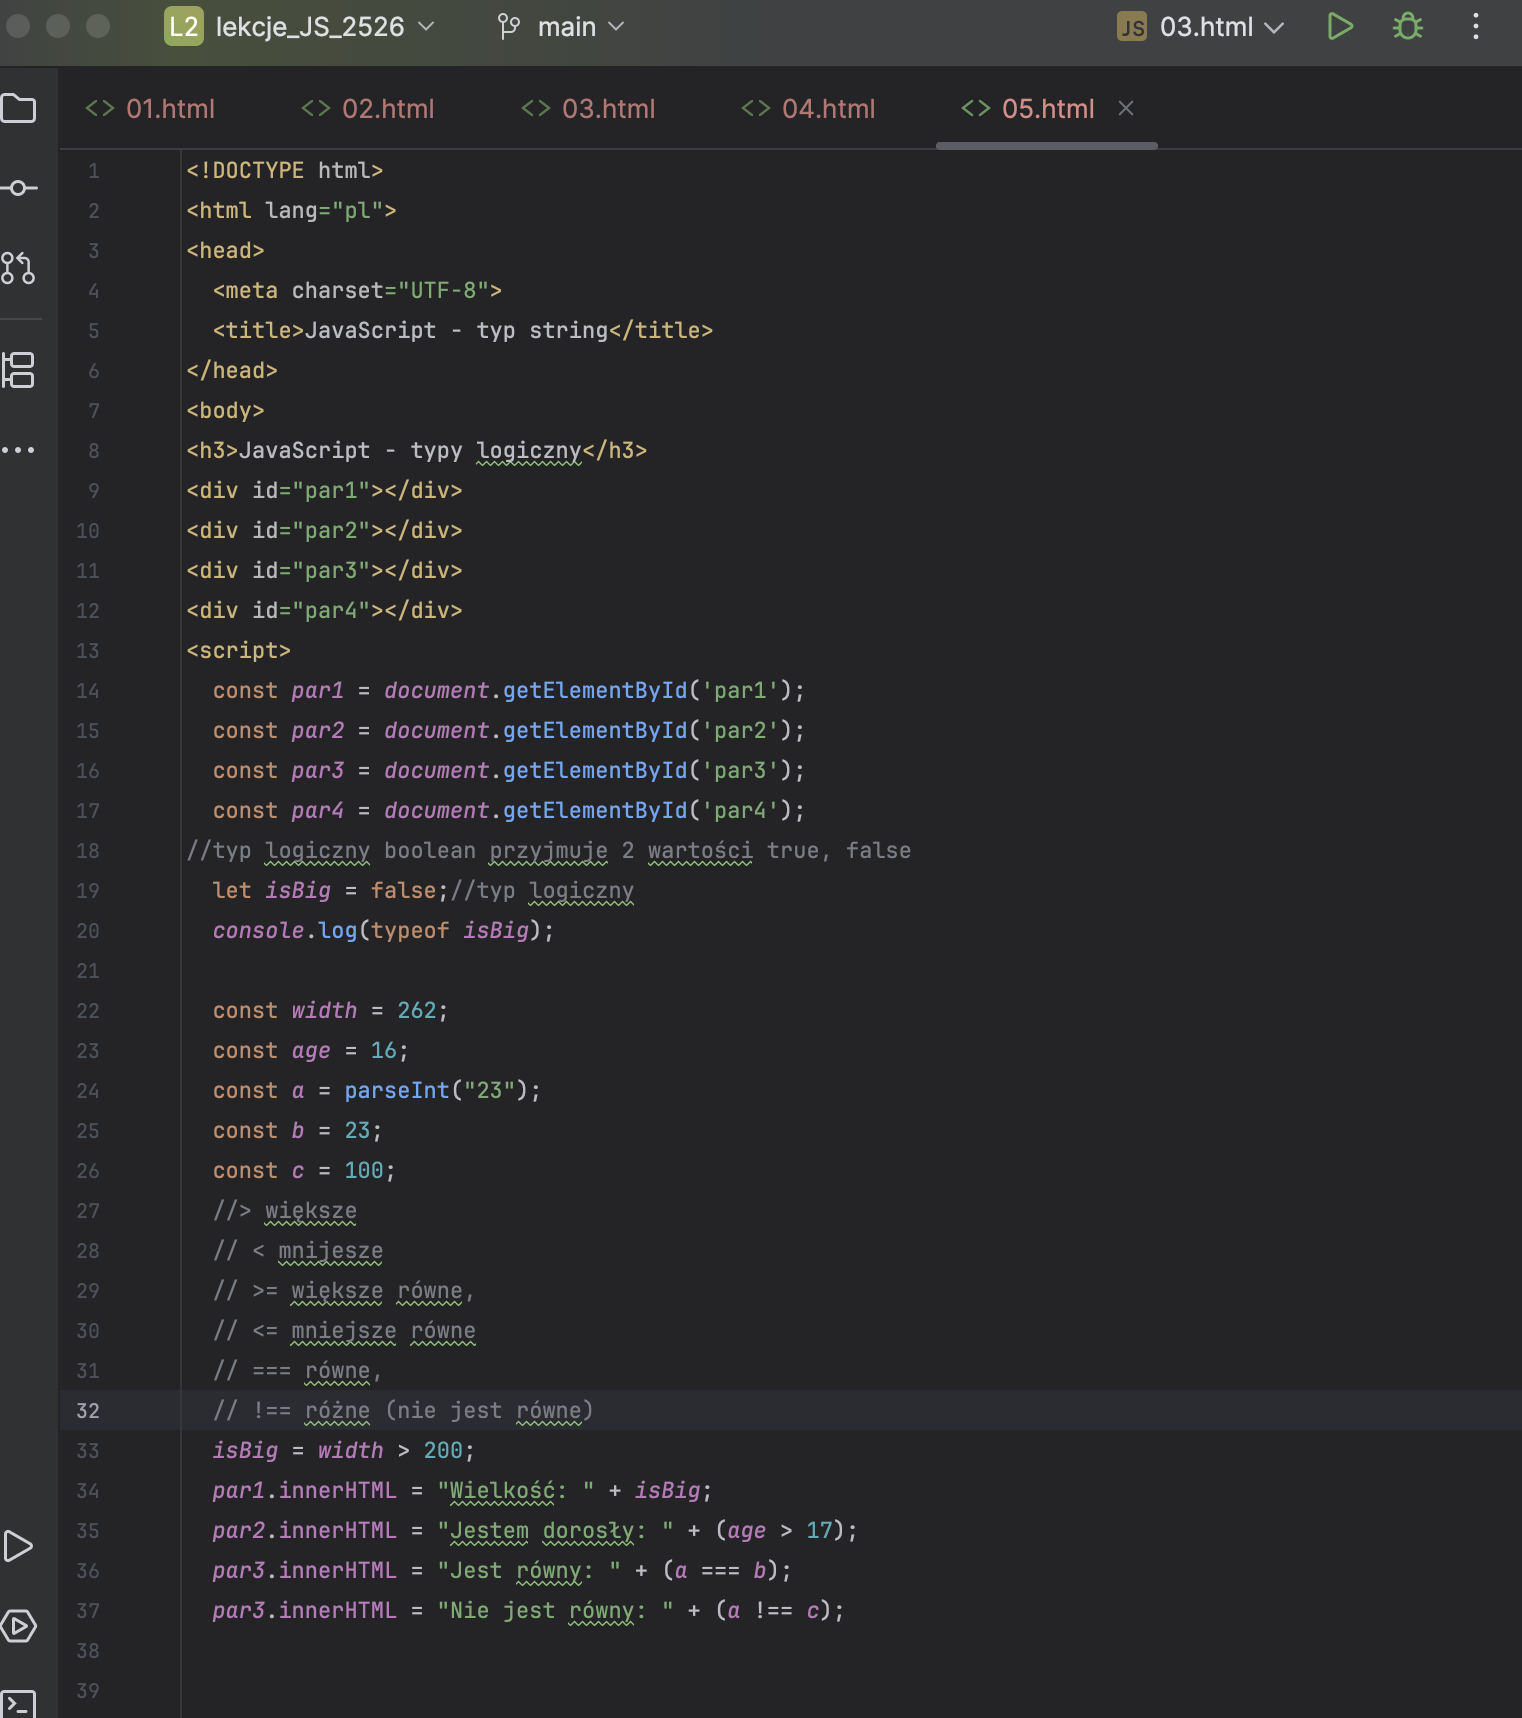 L2 lekcje_JS_2526 main JS 03.html
01.html 02.html 03.html 04.html 05.html
1 <!DOCTYPE html>
2 <html lang="pl">
3 <head>
4 <meta charset="UTF-8">
5 <title>JavaScript - typ string</title>
6 </head>
7 <body>
8 <h3>JavaScript - typy logiczny</h3>
9 <div id="par1"></div>
10 <div id="par2"></div>
11 <div id="par3"></div>
12 <div id="par4"></div>
13 <script>
14 const par1 = document.getElementById('par1');
15 const par2 = document.getElementById('par2');
16 const par3 = document.getElementById('par3');
17 const par4 = document.getElementById('par4');
18 //typ logiczny boolean przyjmuje 2 wartości true, false
19 let isBig = false;//typ logiczny
20 console.log(typeof isBig);
21
22 const width = 262;
23 const age = 16;
24 const a = parseInt("23");
25 const b = 23;
26 const c = 100;
27 //> większe
28 // < mnijesze
29 // >= większe równe,
30 // <= mniejsze równe
31 // === równe,
32 // !== różne (nie jest równe)
33 isBig = width > 200;
34 par1.innerHTML = "Wielkość: " + isBig;
35 par2.innerHTML = "Jestem dorosły: " + (age > 17);
36 par3.innerHTML = "Jest równy: " + (a === b);
37 par3.innerHTML = "Nie jest równy: " + (a !== c);
38
39